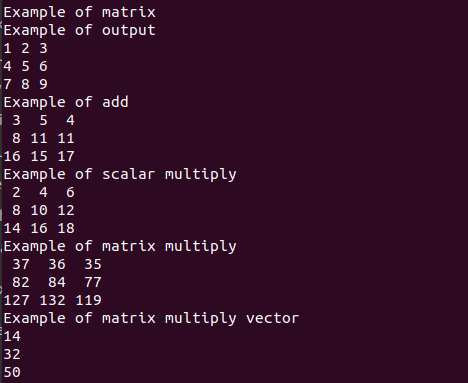 Example of matrix
Example of output
1 2 3
4 5 6
7 8 9
Example of add
 3  5  4
 8 11 11
16 15 17
Example of scalar multiply
 2  4  6
 8 10 12
14 16 18
Example of matrix multiply
 37  36  35
 82  84  77
127 132 119
Example of matrix multiply vector
14
32
50